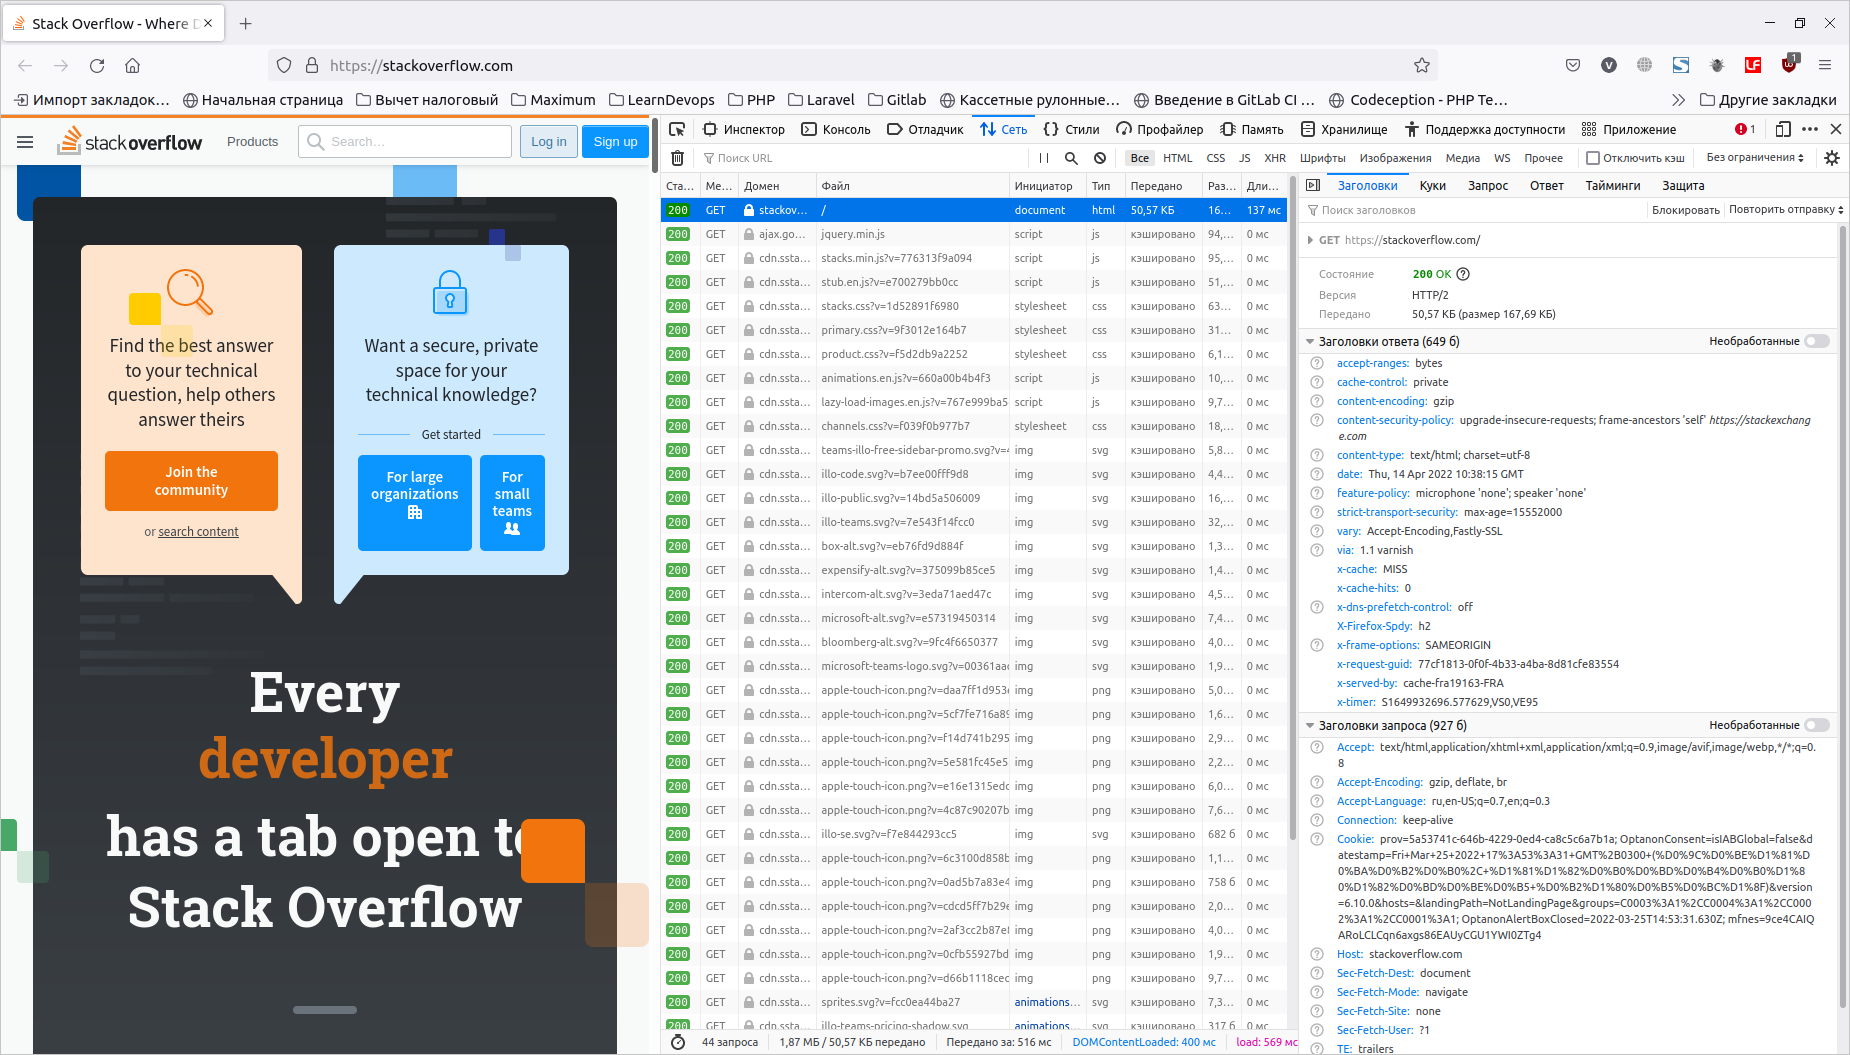 Stack Overflow - Where D
https://stackoverflow.com
Импорт закладок… Начальная страница Вычет налоговый Maximum LearnDevops PHP Laravel Gitlab Кассетные рулонные… Введение в GitLab CI … Codeception - PHP Te… Другие закладки
stackoverflow Products Search... Log in Sign up
Find the best answer
to your technical
question, help others
answer theirs
Join the
community
or search content
Want a secure, private
space for your
technical knowledge?
Get started
For large
organizations
For
small
teams
Every
developer
has a tab open to
Stack Overflow
Инспектор Консоль Отладчик Сеть Стили Профайлер Память Хранилище Поддержка доступности Приложение 1
Поиск URL Все HTML CSS JS XHR Шрифты Изображения Медиа WS Прочее Отключить кэш Без ограничения
Ста… Ме… Домен Файл Инициатор Тип Передано Раз… Дли…
200 GET stackov… / document html 50,57 КБ 16… 137 мс
200 GET ajax.go… jquery.min.js script js кэшировано 94,… 0 мс
200 GET cdn.ssta… stacks.min.js?v=776313f9a094 script js кэшировано 95,… 0 мс
200 GET cdn.ssta… stub.en.js?v=e700279bb0cc script js кэшировано 51,… 0 мс
200 GET cdn.ssta… stacks.css?v=1d52891f6980 stylesheet css кэшировано 63… 0 мс
200 GET cdn.ssta… primary.css?v=9f3012e164b7 stylesheet css кэшировано 31… 0 мс
200 GET cdn.ssta… product.css?v=f5d2db9a2252 stylesheet css кэшировано 6,1… 0 мс
200 GET cdn.ssta… animations.en.js?v=660a00b4b4f3 script js кэшировано 10,… 0 мс
200 GET cdn.ssta… lazy-load-images.en.js?v=767e999ba5 script js кэшировано 9,7… 0 мс
200 GET cdn.ssta… channels.css?v=f039f0b977b7 stylesheet css кэшировано 18,… 0 мс
200 GET cdn.ssta… teams-illo-free-sidebar-promo.svg?v=4 img svg кэшировано 5,8… 0 мс
200 GET cdn.ssta… illo-code.svg?v=b7ee00fff9d8 img svg кэшировано 4,4… 0 мс
200 GET cdn.ssta… illo-public.svg?v=14bd5a506009 img svg кэшировано 16,… 0 мс
200 GET cdn.ssta… illo-teams.svg?v=7e543f14fcc0 img svg кэшировано 32,… 0 мс
200 GET cdn.ssta… box-alt.svg?v=eb76fd9d884f img svg кэшировано 1,3… 0 мс
200 GET cdn.ssta… expensify-alt.svg?v=375099b85ce5 img svg кэшировано 1,4… 0 мс
200 GET cdn.ssta… intercom-alt.svg?v=3eda71aed47c img svg кэшировано 4,5… 0 мс
200 GET cdn.ssta… microsoft-alt.svg?v=e57319450314 img svg кэшировано 7,4… 0 мс
200 GET cdn.ssta… bloomberg-alt.svg?v=9fc4f6650377 img svg кэшировано 4,0… 0 мс
200 GET cdn.ssta… microsoft-teams-logo.svg?v=00361aac img svg кэшировано 1,9… 0 мс
200 GET cdn.ssta… apple-touch-icon.png?v=daa7ff1d953e img png кэшировано 5,0… 0 мс
200 GET cdn.ssta… apple-touch-icon.png?v=5cf7fe716a89 img png кэшировано 1,6… 0 мс
200 GET cdn.ssta… apple-touch-icon.png?v=f14d741b295 img png кэшировано 2,9… 0 мс
200 GET cdn.ssta… apple-touch-icon.png?v=5e581fc45e5 img png кэшировано 2,2… 0 мс
200 GET cdn.ssta… apple-touch-icon.png?v=e16e1315edc img png кэшировано 6,0… 0 мс
200 GET cdn.ssta… apple-touch-icon.png?v=4c87c90207b img png кэшировано 7,6… 0 мс
200 GET cdn.ssta… illo-se.svg?v=f7e844293cc5 img svg кэшировано 682 б 0 мс
200 GET cdn.ssta… apple-touch-icon.png?v=6c3100d858b img png кэшировано 1,1… 0 мс
200 GET cdn.ssta… apple-touch-icon.png?v=0ad5b7a83e4 img png кэшировано 758 б 0 мс
200 GET cdn.ssta… apple-touch-icon.png?v=cdcd5ff7b29e img png кэшировано 2,0… 0 мс
200 GET cdn.ssta… apple-touch-icon.png?v=2af3cc2b87e8 img png кэшировано 4,0… 0 мс
200 GET cdn.ssta… apple-touch-icon.png?v=0cfb55927bd img png кэшировано 1,9… 0 мс
200 GET cdn.ssta… apple-touch-icon.png?v=d66b1118cec img png кэшировано 9,7… 0 мс
200 GET cdn.ssta… sprites.svg?v=fcc0ea44ba27 animations… svg кэшировано 7,3… 0 мс
200 GET cdn.ssta… illo-teams-pricing-shadow.svg animations… svg кэшировано 317 б 0 мс
44 запроса 1,87 МБ / 50,57 КБ передано Передано за: 516 мс DOMContentLoaded: 400 мс load: 569 мс
Заголовки Куки Запрос Ответ Тайминги Защита
Поиск заголовков Блокировать Повторить отправку
GET https://stackoverflow.com/
Состояние 200 OK
Версия HTTP/2
Передано 50,57 КБ (размер 167,69 КБ)
Заголовки ответа (649 б) Необработанные
accept-ranges: bytes
cache-control: private
content-encoding: gzip
content-security-policy: upgrade-insecure-requests; frame-ancestors 'self' https://stackexchang
e.com
content-type: text/html; charset=utf-8
date: Thu, 14 Apr 2022 10:38:15 GMT
feature-policy: microphone 'none'; speaker 'none'
strict-transport-security: max-age=15552000
vary: Accept-Encoding,Fastly-SSL
via: 1.1 varnish
x-cache: MISS
x-cache-hits: 0
x-dns-prefetch-control: off
X-Firefox-Spdy: h2
x-frame-options: SAMEORIGIN
x-request-guid: 77cf1813-0f0f-4b33-a4ba-8d81cfe83554
x-served-by: cache-fra19163-FRA
x-timer: S1649932696.577629,VS0,VE95
Заголовки запроса (927 б) Необработанные
Accept: text/html,application/xhtml+xml,application/xml;q=0.9,image/avif,image/webp,*/*;q=0.
8
Accept-Encoding: gzip, deflate, br
Accept-Language: ru,en-US;q=0.7,en;q=0.3
Connection: keep-alive
Cookie: prov=5a53741c-646b-4229-0ed4-ca8c5c6a7b1a; OptanonConsent=isIABGlobal=false&d
atestamp=Fri+Mar+25+2022+17%3A53%3A31+GMT%2B0300+(%D0%9C%D0%BE%D1%81%D
0%BA%D0%B2%D0%B0%2C+%D1%81%D1%82%D0%B0%D0%BD%D0%B4%D0%B0%D1%8
0%D1%82%D0%BD%D0%BE%D0%B5+%D0%B2%D1%80%D0%B5%D0%BC%D1%8F)&version
=6.10.0&hosts=&landingPath=NotLandingPage&groups=C0003%3A1%2CC0004%3A1%2CC000
2%3A1%2CC0001%3A1; OptanonAlertBoxClosed=2022-03-25T14:53:31.630Z; mfnes=9ce4CAIQ
ARoLCLCqn6axgs86EAUyCGU1YWI0ZTg4
Host: stackoverflow.com
Sec-Fetch-Dest: document
Sec-Fetch-Mode: navigate
Sec-Fetch-Site: none
Sec-Fetch-User: ?1
TE: trailers